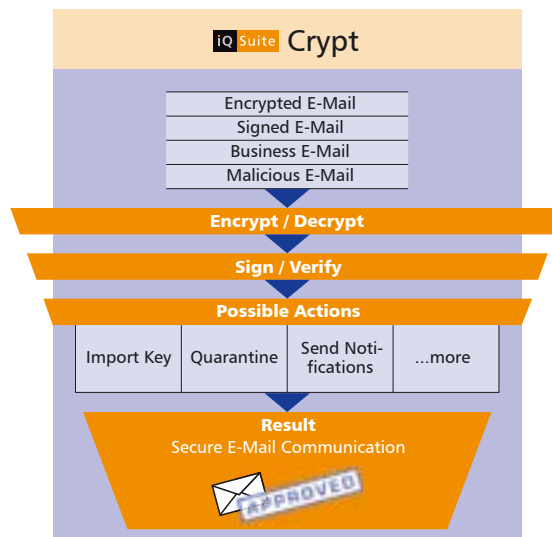 iQ Suite Crypt
Encrypted E-Mail
Signed E-Mail
Business E-Mail
Malicious E-Mail
Encrypt / Decrypt
Sign / Verify
Possible Actions
Import Key
Quarantine
Send Noti-
fications
...more
Result
Secure E-Mail Communication
APPROVED